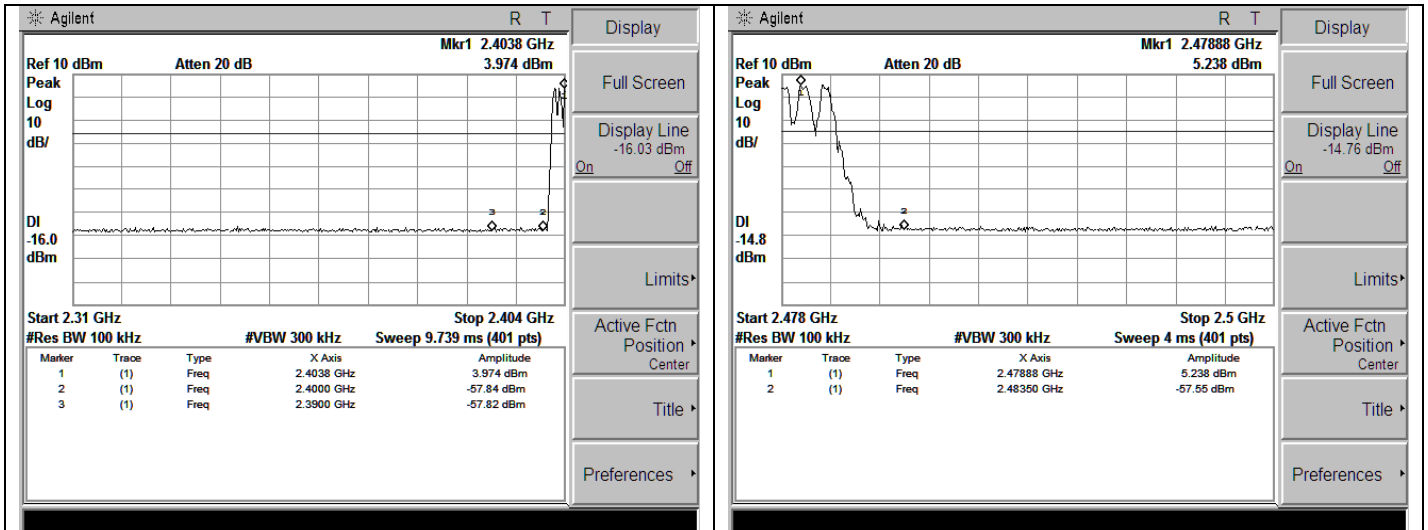 Agilent R T
Mkr1 2.4038 GHz
Ref 10 dBm Atten 20 dB 3.974 dBm
Peak
Log
10
dB/
1
3 2
DI
-16.0
dBm
Start 2.31 GHz Stop 2.404 GHz
#Res BW 100 kHz #VBW 300 kHz Sweep 9.739 ms (401 pts)
Marker Trace Type X Axis Amplitude
1 (1) Freq 2.4038 GHz 3.974 dBm
2 (1) Freq 2.4000 GHz -57.84 dBm
3 (1) Freq 2.3900 GHz -57.82 dBm
Display
Full Screen
Display Line
-16.03 dBm
On Off
Limits
Active Fctn
Position
Center
Title
Preferences
Agilent R T
Mkr1 2.47888 GHz
Ref 10 dBm Atten 20 dB 5.238 dBm
Peak
Log
10
dB/
1
2
DI
-14.8
dBm
Start 2.478 GHz Stop 2.5 GHz
#Res BW 100 kHz #VBW 300 kHz Sweep 4 ms (401 pts)
Marker Trace Type X Axis Amplitude
1 (1) Freq 2.47888 GHz 5.238 dBm
2 (1) Freq 2.48350 GHz -57.55 dBm
Display
Full Screen
Display Line
-14.76 dBm
On Off
Limits
Active Fctn
Position
Center
Title
Preferences